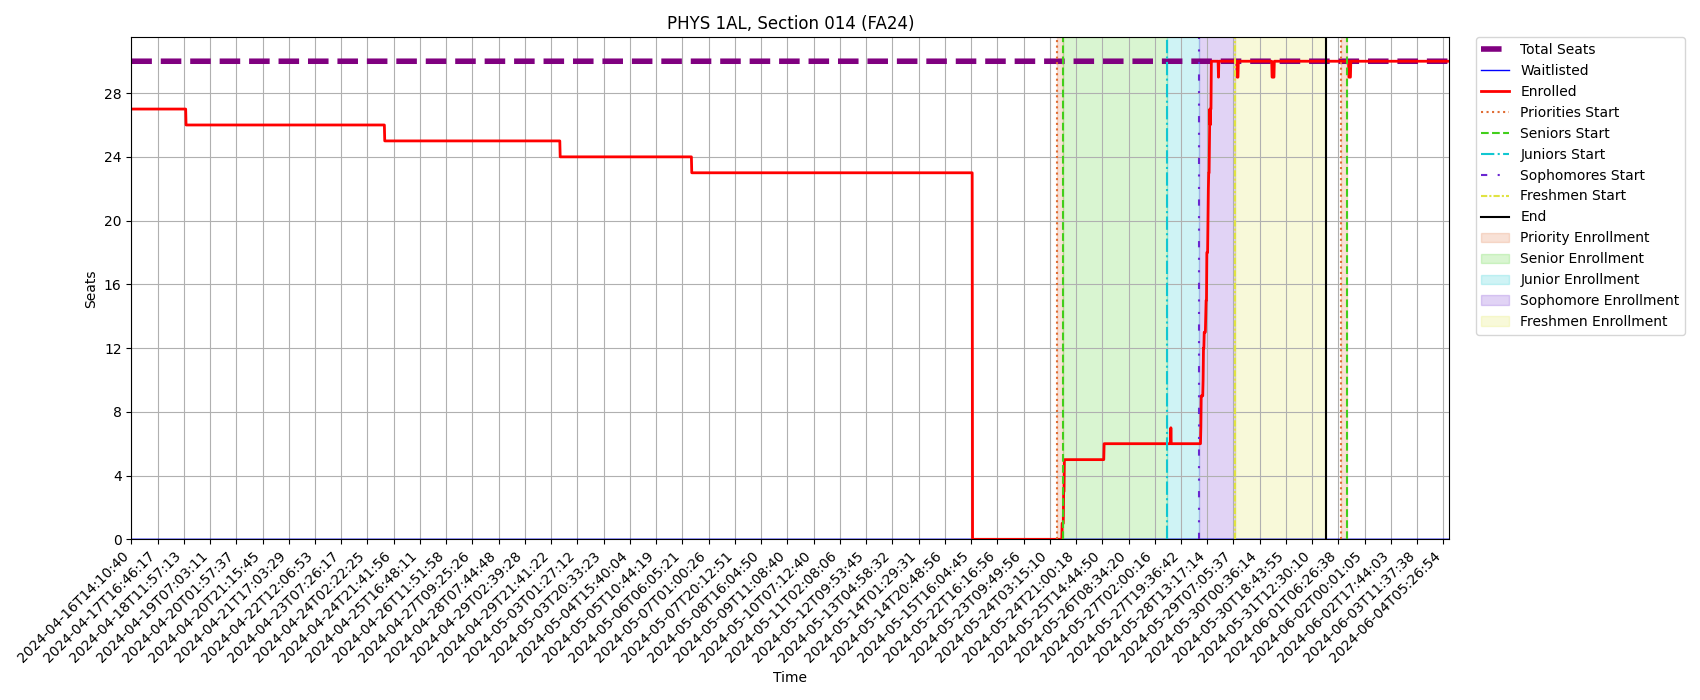 PHYS 1AL, Section 014 (FA24)
Seats
28
24
20
16
12
8
4
0
2024-04-16T14:10:40
2024-04-17T16:46:17
2024-04-18T11:57:13
2024-04-19T07:03:11
2024-04-20T01:57:37
2024-04-20T21:15:45
2024-04-21T17:03:29
2024-04-22T12:06:53
2024-04-23T07:26:17
2024-04-24T02:22:25
2024-04-24T21:41:56
2024-04-25T16:48:11
2024-04-26T11:51:58
2024-04-27T09:25:26
2024-04-28T07:44:48
2024-04-29T02:39:28
2024-04-29T21:41:22
2024-05-03T01:27:12
2024-05-03T20:33:23
2024-05-04T15:40:04
2024-05-05T10:44:19
2024-05-06T06:05:21
2024-05-07T01:00:26
2024-05-07T20:12:51
2024-05-08T16:04:50
2024-05-09T11:08:40
2024-05-10T07:12:40
2024-05-11T02:08:06
2024-05-12T09:53:45
2024-05-13T04:58:32
2024-05-14T01:29:31
2024-05-14T20:48:56
2024-05-15T16:04:45
2024-05-22T16:16:56
2024-05-23T09:49:56
2024-05-24T03:15:10
2024-05-24T21:00:18
2024-05-25T14:44:50
2024-05-26T08:34:20
2024-05-27T02:00:16
2024-05-27T19:36:42
2024-05-28T13:17:14
2024-05-29T07:05:37
2024-05-30T00:36:14
2024-05-30T18:43:55
2024-05-31T12:30:10
2024-06-01T06:26:38
2024-06-02T00:01:05
2024-06-02T17:44:03
2024-06-03T11:37:38
2024-06-04T05:26:54
Time
Total Seats
Waitlisted
Enrolled
Priorities Start
Seniors Start
Juniors Start
Sophomores Start
Freshmen Start
End
Priority Enrollment
Senior Enrollment
Junior Enrollment
Sophomore Enrollment
Freshmen Enrollment